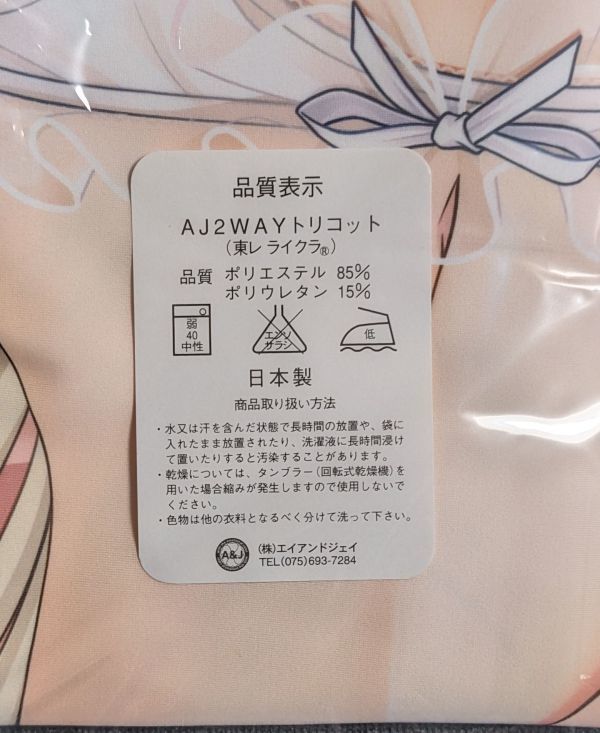 品質表示
AJ2WAYトリコット
(東レ ライクラ®)
品質 ポリエステル 85%
ポリウレタン 15%
弱
40
中性
エンソ
サラシ
低
日本製
商品取り扱い方法
・水又は汗を含んだ状態で長時間の放置や、袋に
入れたまま放置されたり、洗濯液に長時間浸け
て置いたりすると汚染することがあります。
・乾燥については、タンブラー(回転式乾燥機)を
用いた場合縮みが発生しますので使用しないで
ください。
・色物は他の衣料となるべく分けて洗って下さい。
A&J
(株)エイアンドジェイ
TEL(075)693-7284